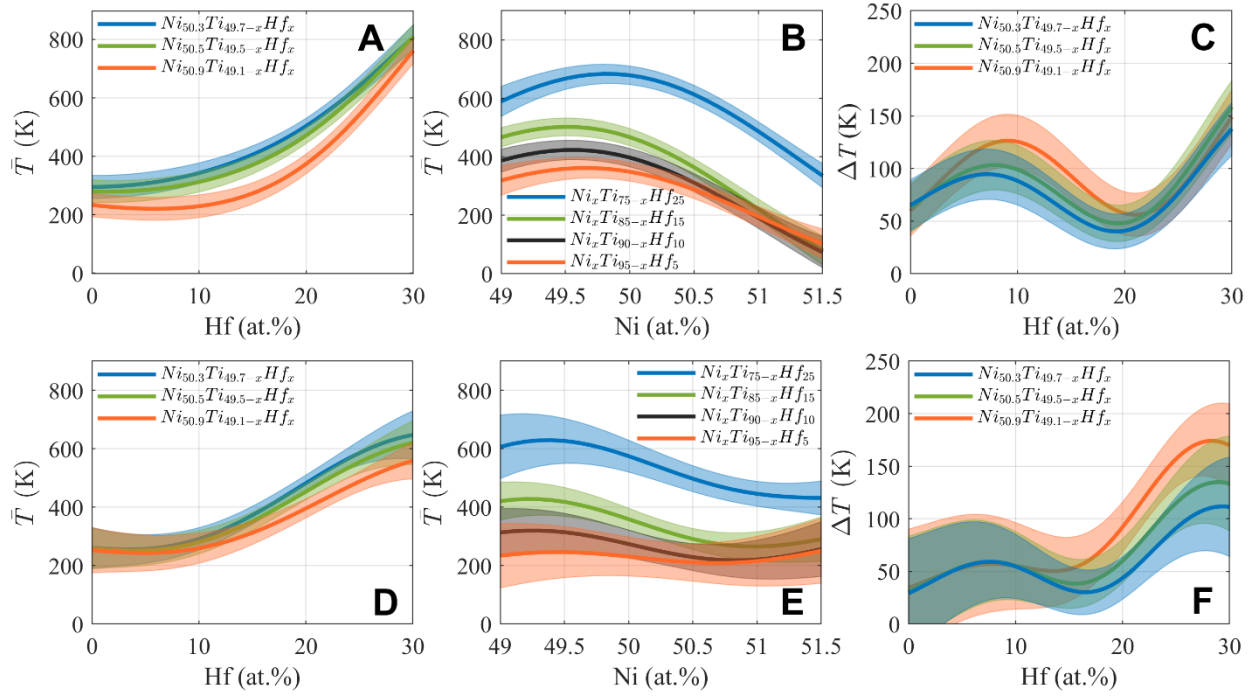 A
Ni50.3Ti49.7−xHfx
Ni50.5Ti49.5−xHfx
Ni50.9Ti49.1−xHfx
T̄ (K)
800
600
400
200
0
0 10 20 30
Hf (at.%)
B
T̄ (K)
800
600
400
200
0
NixTi75−xHf25
NixTi85−xHf15
NixTi90−xHf10
NixTi95−xHf5
49 49.5 50 50.5 51 51.5
Ni (at.%)
C
Ni50.3Ti49.7−xHfx
Ni50.5Ti49.5−xHfx
Ni50.9Ti49.1−xHfx
ΔT (K)
250
200
150
100
50
0
0 10 20 30
Hf (at.%)
Ni50.3Ti49.7−xHfx
Ni50.5Ti49.5−xHfx
Ni50.9Ti49.1−xHfx
T̄ (K)
800
600
400
200
0
D
0 10 20 30
Hf (at.%)
NixTi75−xHf25
NixTi85−xHf15
NixTi90−xHf10
NixTi95−xHf5
T̄ (K)
800
600
400
200
0
E
49 49.5 50 50.5 51 51.5
Ni (at.%)
Ni50.3Ti49.7−xHfx
Ni50.5Ti49.5−xHfx
Ni50.9Ti49.1−xHfx
ΔT (K)
250
200
150
100
50
0
F
0 10 20 30
Hf (at.%)